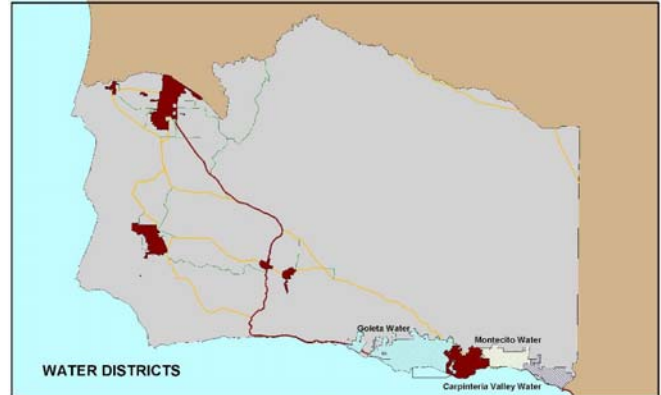 Goleta Water
Montecito Water
Carpinteria Valley Water
WATER DISTRICTS